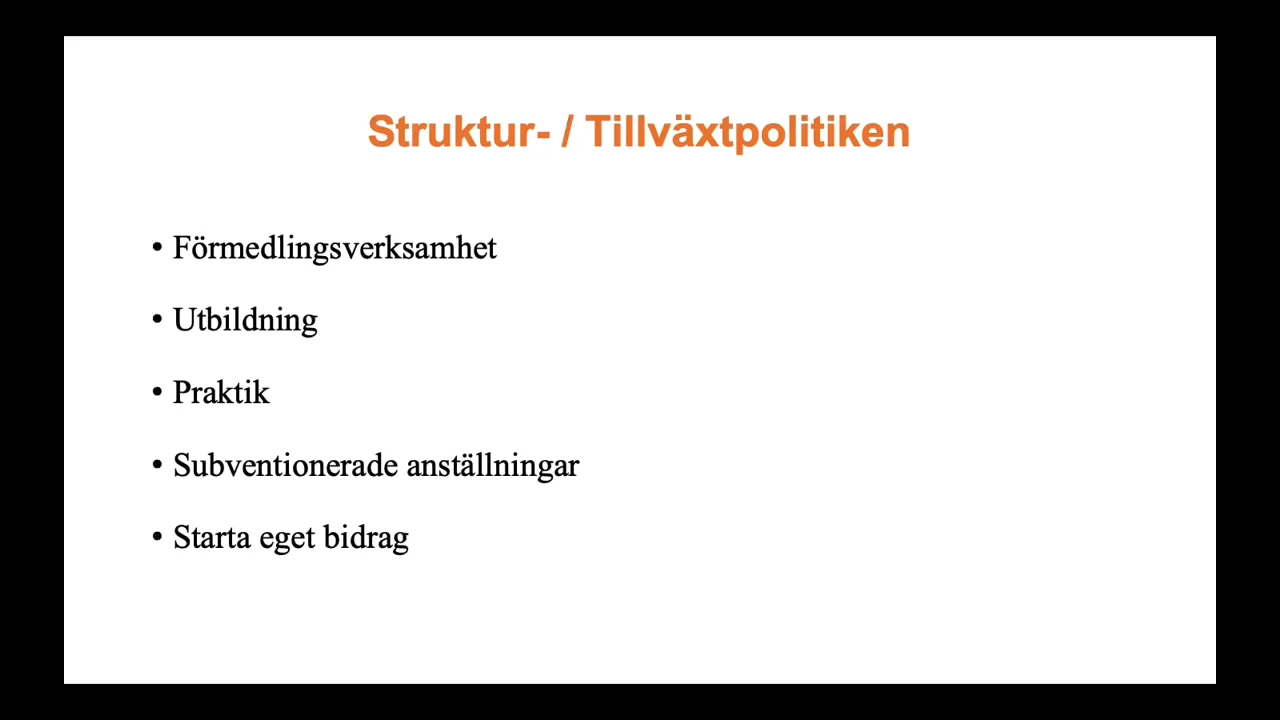 Struktur- / Tillväxtpolitiken
• Förmedlingsverksamhet
• Utbildning
• Praktik
• Subventionerade anställningar
• Starta eget bidrag